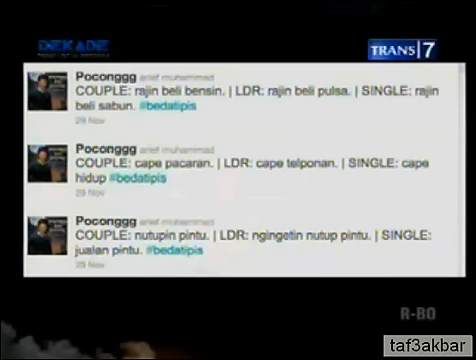 DEKADE
TRANS|7
Poconggg arief muhammad
COUPLE: rajin beli bensin. | LDR: rajin beli pulsa. | SINGLE: rajin
beli sabun. #bedatipis
29 Nov
Poconggg arief muhammad
COUPLE: cape pacaran. | LDR: cape telponan. | SINGLE: cape
hidup #bedatipis
29 Nov
Poconggg arief muhammad
COUPLE: nutupin pintu. | LDR: ngingetin nutup pintu. | SINGLE:
jualan pintu. #bedatipis
29 Nov
R-BO
taf3akbar